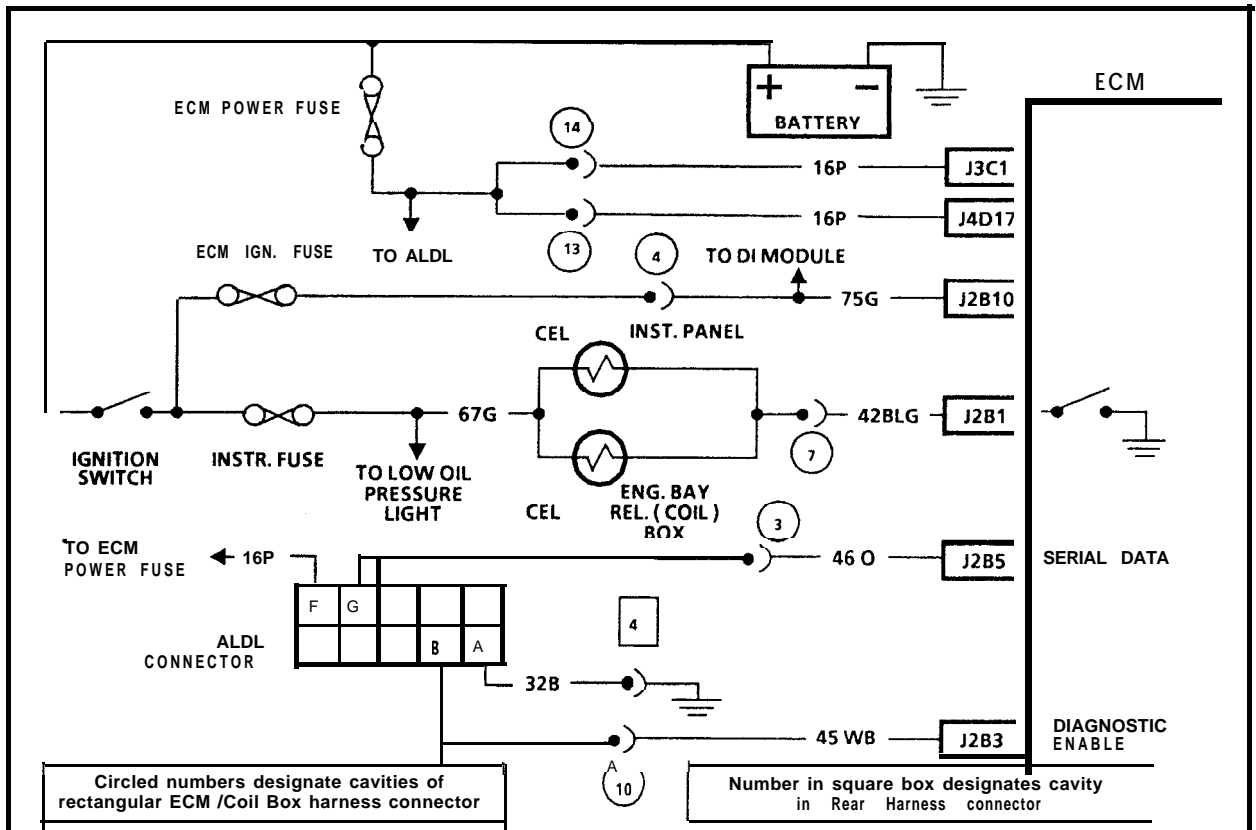 ECM
ECM POWER FUSE
+ −
BATTERY
14
16P
J3C1
16P
J4D17
13
TO ALDL
ECM IGN. FUSE
4
TO DI MODULE
75G
J2B10
CEL
INST. PANEL
67G
42BLG
J2B1
7
IGNITION
SWITCH
INSTR. FUSE
TO LOW OIL
PRESSURE
LIGHT
CEL
ENG. BAY
REL. ( COIL )
BOX
3
TO ECM
POWER FUSE
16P
46 O
J2B5
SERIAL DATA
F G
B A
ALDL
CONNECTOR
4
32B
45 WB
J2B3
DIAGNOSTIC
ENABLE
A
10
Circled numbers designate cavities of
rectangular ECM /Coil Box harness connector
Number in square box designates cavity
in Rear Harness connector